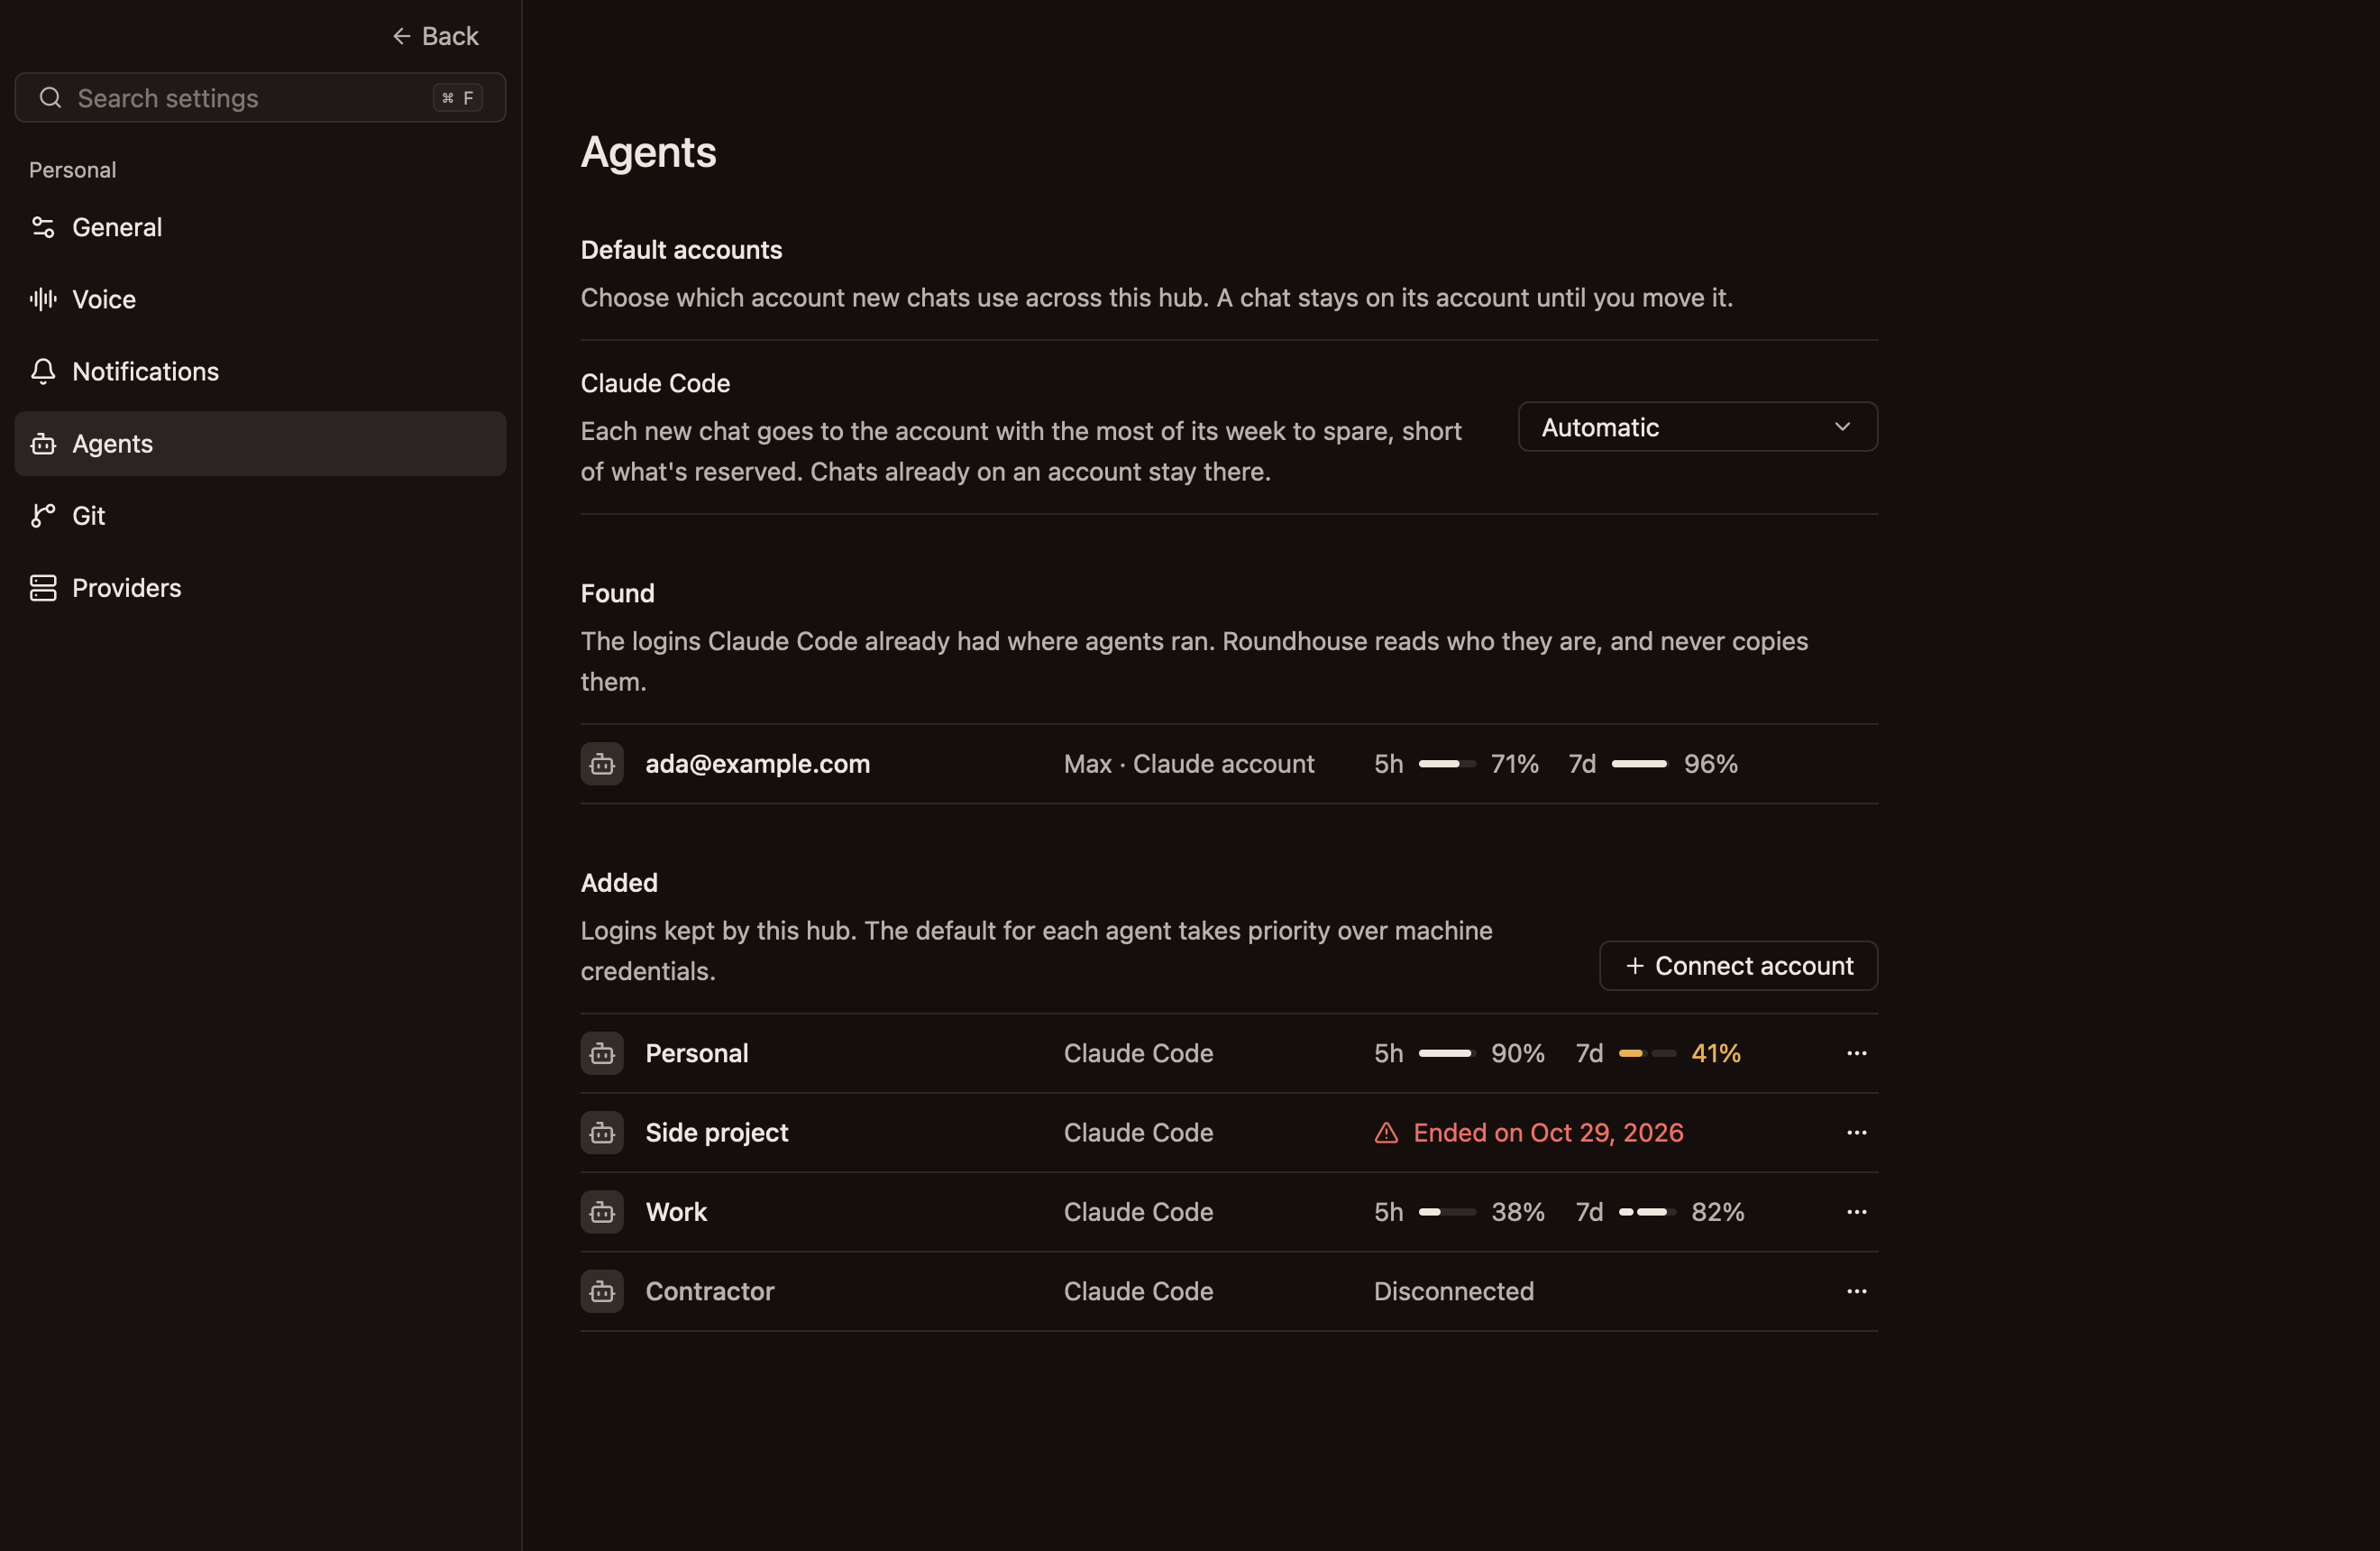 Back
Search settings
⌘ F
Personal
General
Voice
Notifications
Agents
Git
Providers
Agents
Default accounts
Choose which account new chats use across this hub. A chat stays on its account until you move it.
Claude Code
Each new chat goes to the account with the most of its week to spare, short
of what's reserved. Chats already on an account stay there.
Automatic
Found
The logins Claude Code already had where agents ran. Roundhouse reads who they are, and never copies
them.
ada@example.com Max · Claude account 5h 71% 7d 96%
Added
Logins kept by this hub. The default for each agent takes priority over machine
credentials.
Connect account
Personal Claude Code 5h 90% 7d 41%
Side project Claude Code Ended on Oct 29, 2026
Work Claude Code 5h 38% 7d 82%
Contractor Claude Code Disconnected